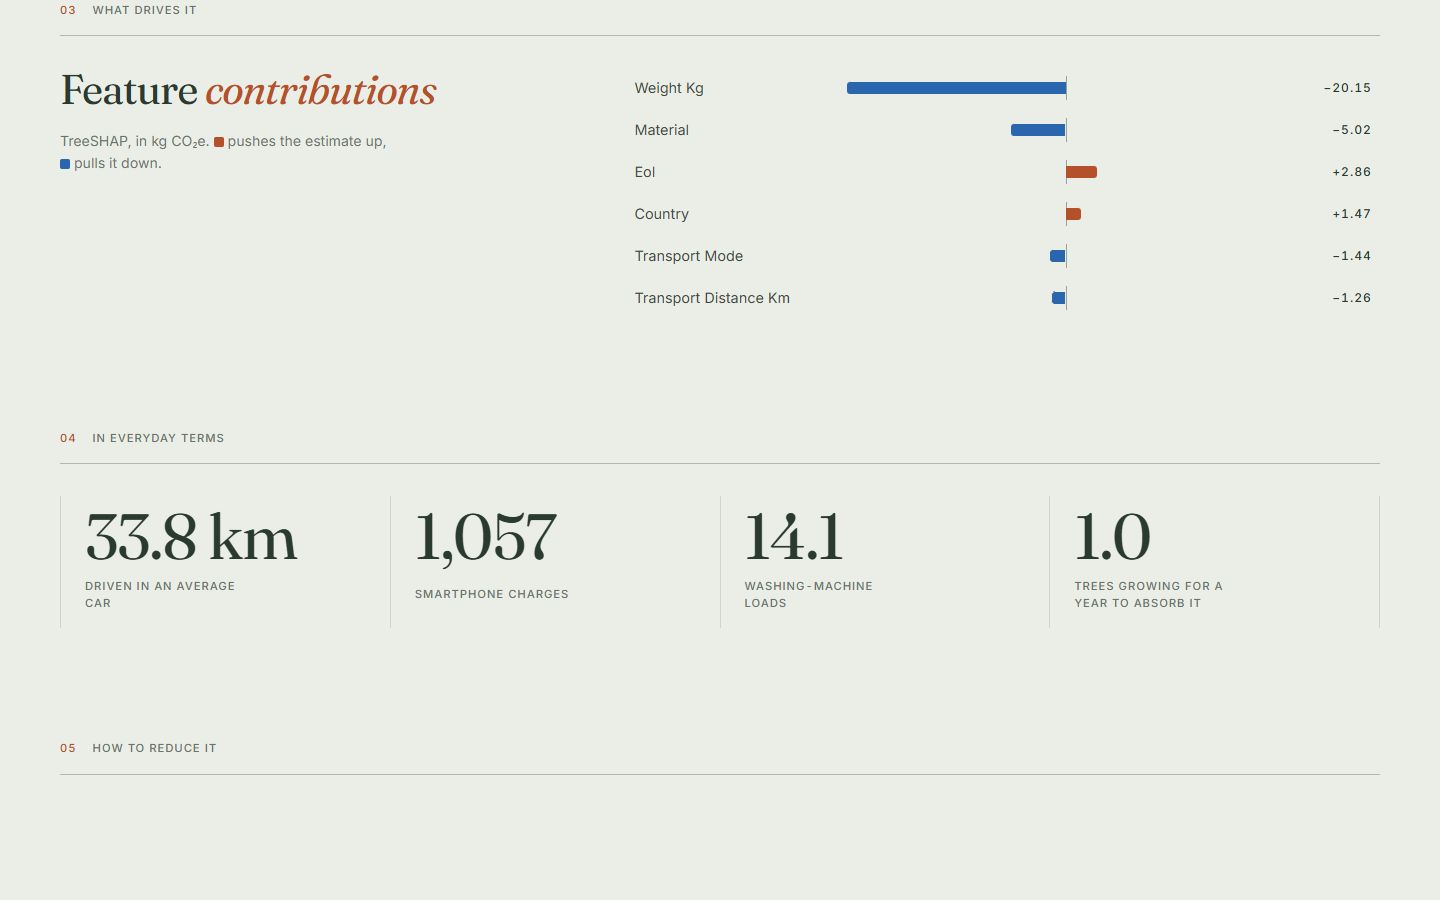 03 WHAT DRIVES IT
Feature contributions
TreeSHAP, in kg CO₂e. pushes the estimate up,
pulls it down.
Weight Kg −20.15
Material −5.02
Eol +2.86
Country +1.47
Transport Mode −1.44
Transport Distance Km −1.26
04 IN EVERYDAY TERMS
33.8 km
DRIVEN IN AN AVERAGE
CAR
1,057
SMARTPHONE CHARGES
14.1
WASHING-MACHINE
LOADS
1.0
TREES GROWING FOR A
YEAR TO ABSORB IT
05 HOW TO REDUCE IT